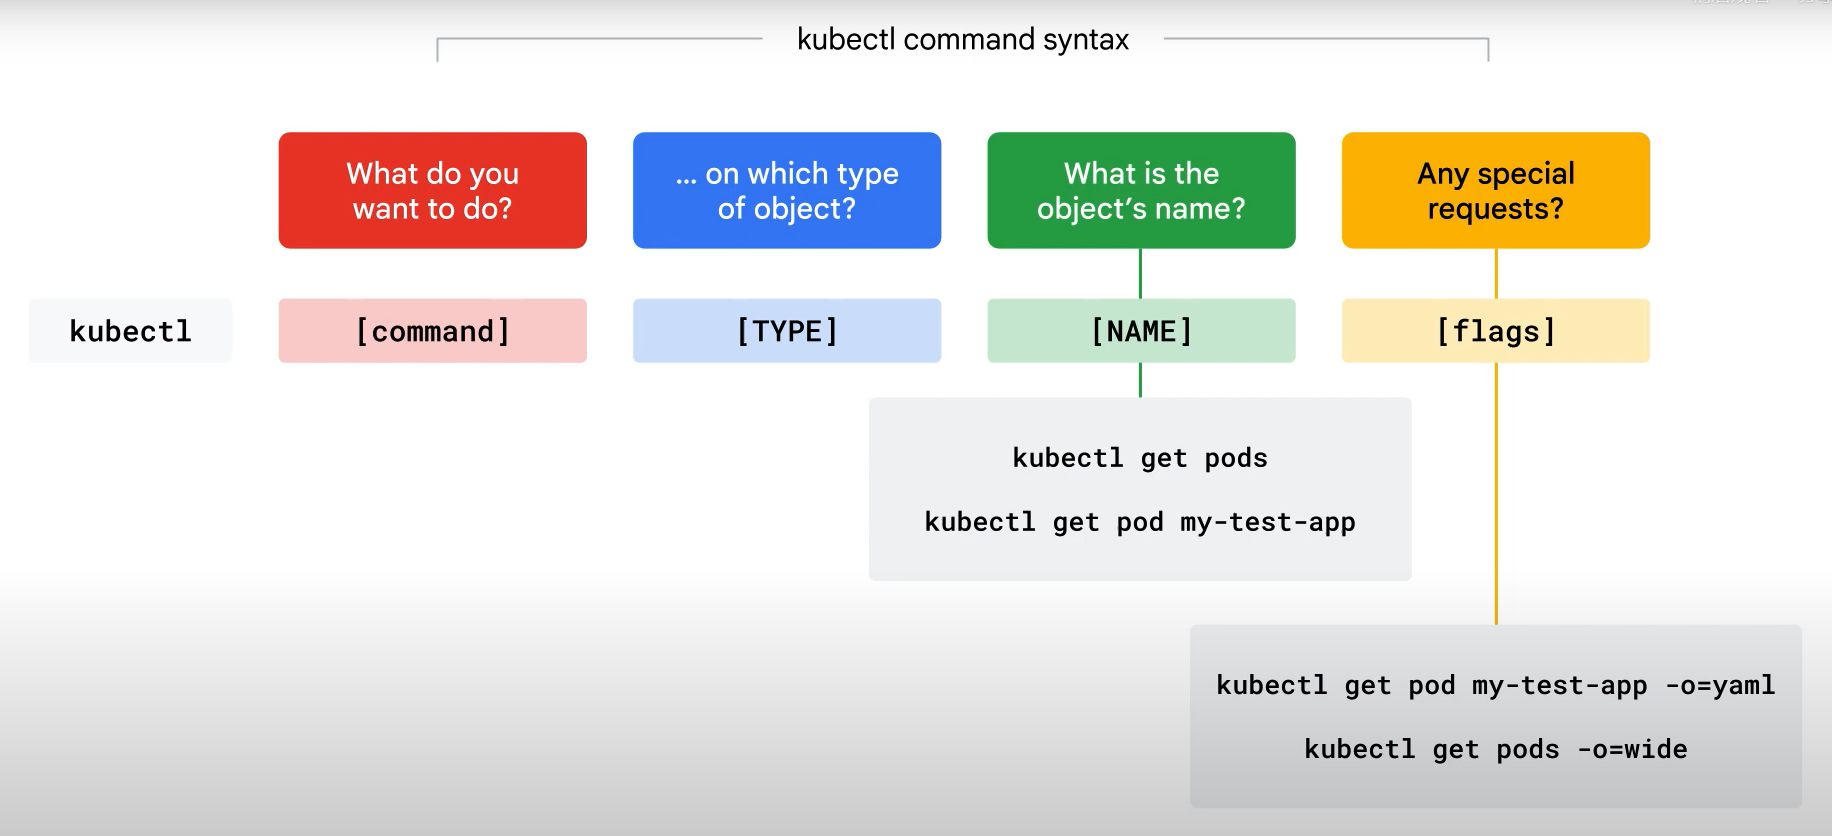 kubectl command syntax
What do you
want to do?
... on which type
of object?
What is the
object's name?
Any special
requests?
kubectl
[command]
[TYPE]
[NAME]
[flags]
kubectl get pods
kubectl get pod my-test-app
kubectl get pod my-test-app -o=yaml
kubectl get pods -o=wide